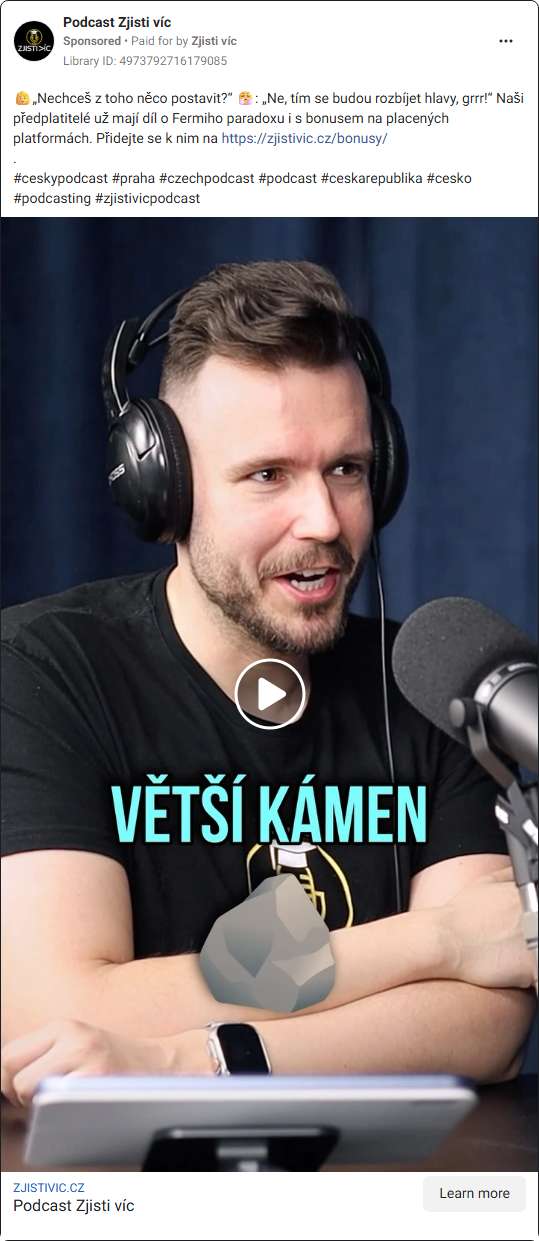 Podcast Zjisti víc
Sponsored • Paid for by Zjisti víc
Library ID: 4973792716179085
👱„Nechceš z toho něco postavit?“ 😤: „Ne, tím se budou rozbíjet hlavy, grrr!“ Naši
předplatitelé už mají díl o Fermiho paradoxu i s bonusem na placených
platformách. Přidejte se k nim na https://zjistivic.cz/bonusy/
.
#ceskypodcast #praha #czechpodcast #podcast #ceskarepublika #cesko
#podcasting #zjistivicpodcast
VĚTŠÍ KÁMEN
ZJISTIVIC.CZ
Podcast Zjisti víc
Learn more